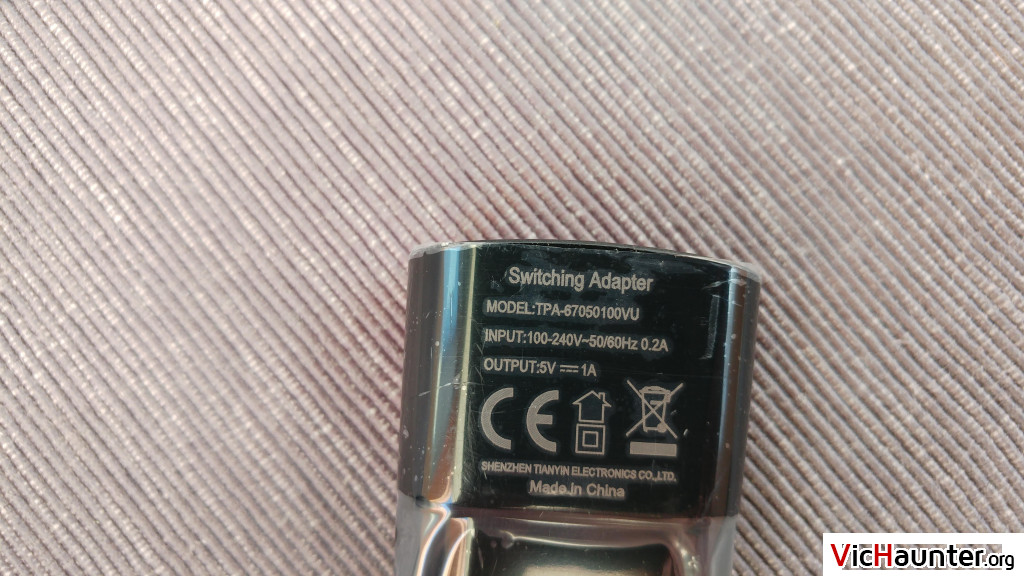 Switching Adapter
MODEL:TPA-67050100VU
INPUT:100-240V~50/60Hz 0.2A
OUTPUT:5V ⎓ 1A
CE
SHENZHEN TIANYIN ELECTRONICS CO.,LTD.
Made in China
VicHaunter.org